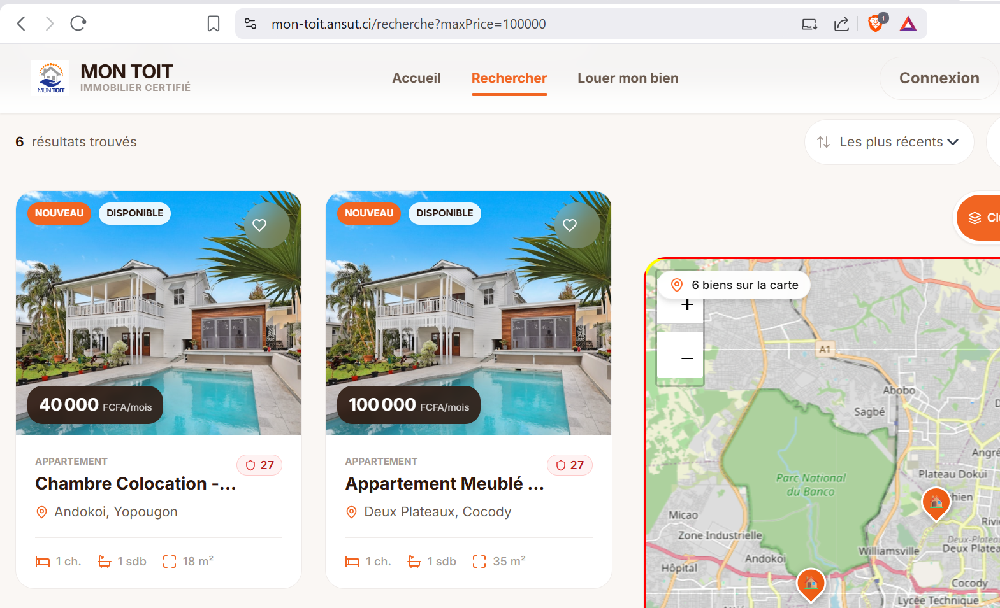 mon-toit.ansut.ci/recherche?maxPrice=100000
1
MON TOIT
MON TOIT
IMMOBILIER CERTIFIÉ
Accueil
Rechercher
Louer mon bien
Connexion
6 résultats trouvés
Les plus récents
NOUVEAU
DISPONIBLE
40 000 FCFA/mois
APPARTEMENT
27
Chambre Colocation -...
Andokoi, Yopougon
1 ch.
1 sdb
18 m²
NOUVEAU
DISPONIBLE
100 000 FCFA/mois
APPARTEMENT
27
Appartement Meublé ...
Deux Plateaux, Cocody
1 ch.
1 sdb
35 m²
6 biens sur la carte
+
−
A1
Abobo
Sagbé
Angré
Parc National
du Banco
Plateau Dokui
Micao
Zone Industrielle
Williamsville
Deux-Platea
Deux Platea
Andokoi
Hôpital
Cocody
Lycée Technique